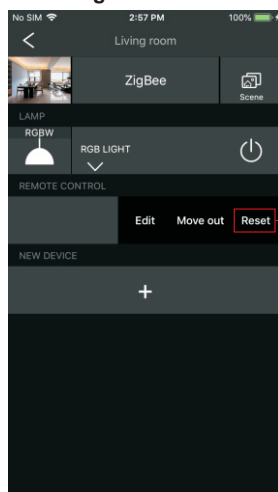 No SIM 2:57 PM 100%
Living room
ZigBee
Scene
LAMP
RGBW
RGB LIGHT
REMOTE CONTROL
Edit Move out Reset
NEW DEVICE
+